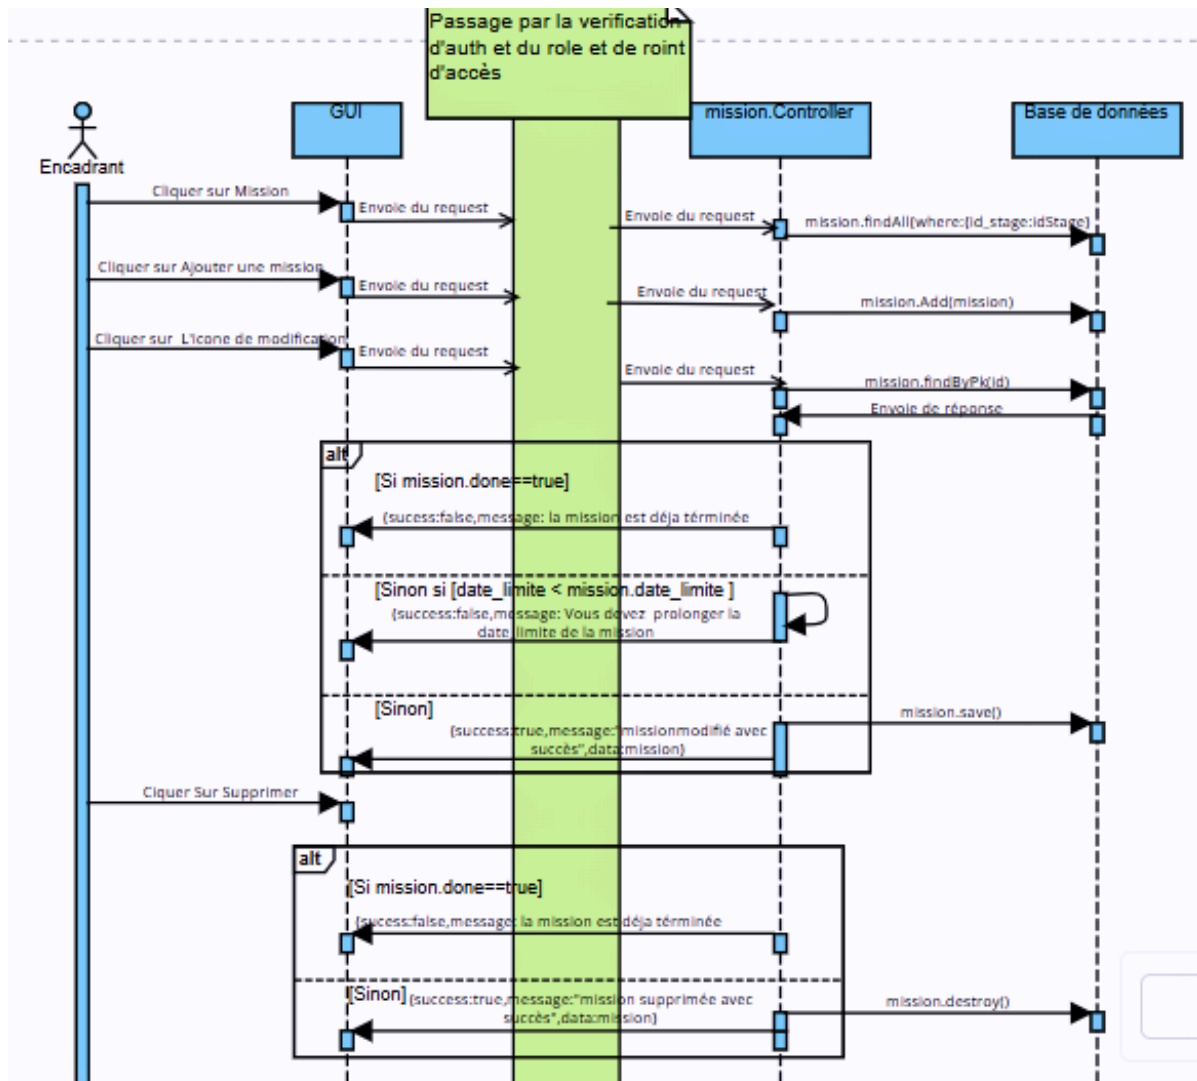 Passage par la verification
d'auth et du role et de roint
d'accès
GUI
mission.Controller
Base de données
Encadrant
Cliquer sur Mission
Envoie du request
Envoie du request
mission.findAll(where:{id_stage:idStage}
Cliquer sur Ajouter une mission
Envoie du request
Envoie du request
mission.Add(mission)
Cliquer sur L'icone de modification
Envoie du request
Envoie du request
mission.findByPk(id)
Envoie de réponse
alt
[Si mission.done==true]
{sucess:false,message: la mission est déja términée
[Sinon si [date_limite < mission.date_limite ]
{success:false,message: Vous devez prolonger la
date limite de la mission
[Sinon]
mission.save()
{success:true,message:"missionmodifié avec
succès",data:mission}
Ciquer Sur Supprimer
alt
[Si mission.done==true]
{sucess:false,message: la mission est déja términée
[Sinon]
{success:true,message:"mission supprimée avec
succès",data:mission}
mission.destroy()